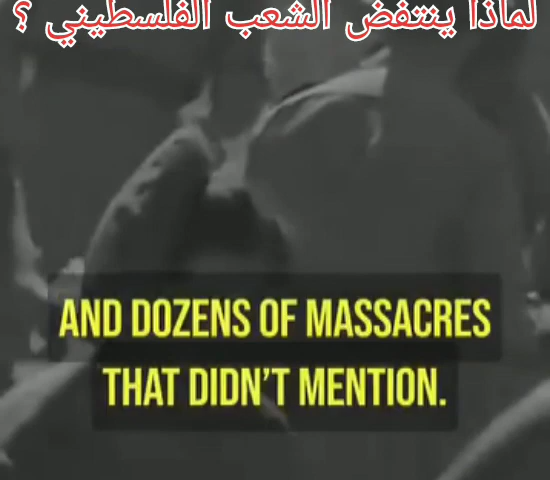 لماذا ينتفض الشعب الفلسطيني ؟
AND DOZENS OF MASSACRES
THAT DIDN'T MENTION.